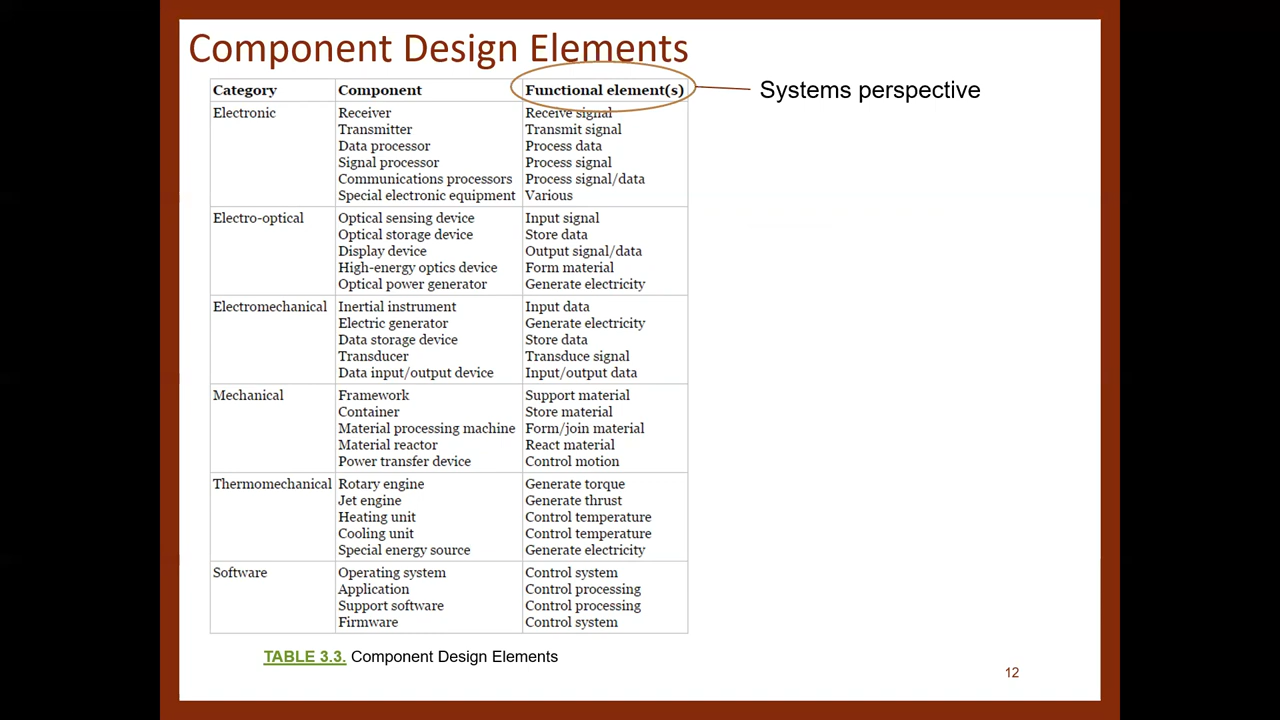 Component Design Elements
Category Component Functional element(s)
Systems perspective
Electronic Receiver Receive signal
Transmitter Transmit signal
Data processor Process data
Signal processor Process signal
Communications processors Process signal/data
Special electronic equipment Various
Electro-optical Optical sensing device Input signal
Optical storage device Store data
Display device Output signal/data
High-energy optics device Form material
Optical power generator Generate electricity
Electromechanical Inertial instrument Input data
Electric generator Generate electricity
Data storage device Store data
Transducer Transduce signal
Data input/output device Input/output data
Mechanical Framework Support material
Container Store material
Material processing machine Form/join material
Material reactor React material
Power transfer device Control motion
Thermomechanical Rotary engine Generate torque
Jet engine Generate thrust
Heating unit Control temperature
Cooling unit Control temperature
Special energy source Generate electricity
Software Operating system Control system
Application Control processing
Support software Control processing
Firmware Control system
TABLE 3.3. Component Design Elements
12